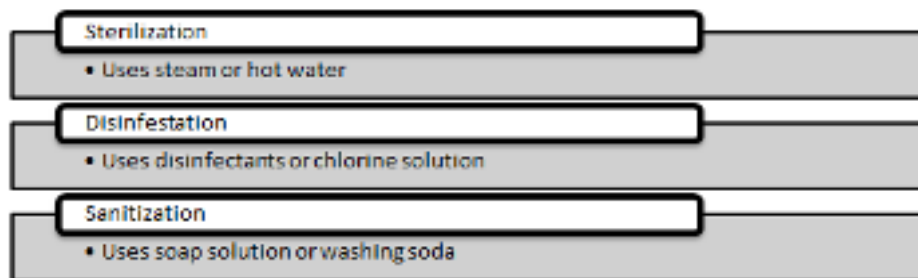 Sterilization
• Uses steam or hot water
Disinfestation
• Uses disinfectants or chlorine solution
Sanitization
• Uses soap solution or washing soda